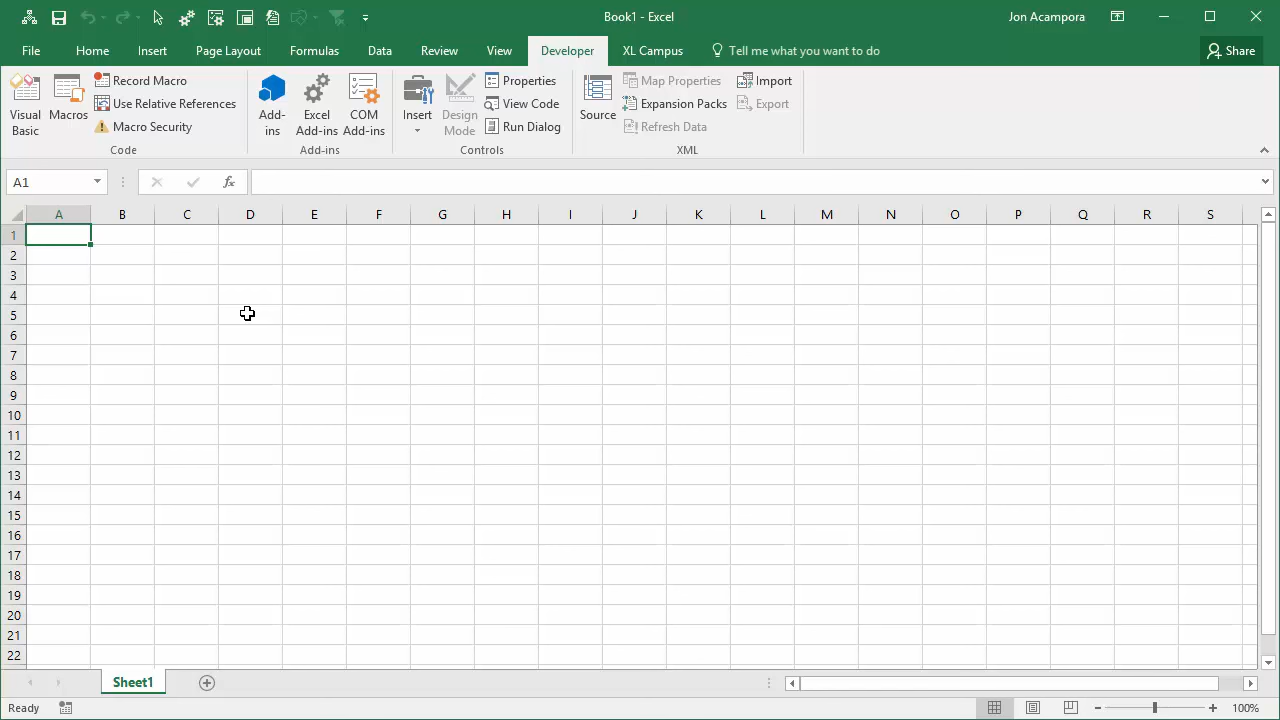 Book1 - Excel
Jon Acampora
File Home Insert Page Layout Formulas Data Review View Developer XL Campus Tell me what you want to do Share
Visual Basic
Macros
Record Macro
Use Relative References
Macro Security
Code
Add-ins
Excel Add-ins
COM Add-ins
Add-ins
Insert
Design Mode
Properties
View Code
Run Dialog
Controls
Source
Map Properties
Expansion Packs
Refresh Data
Import
Export
XML
A1 fx
A B C D E F G H I J K L M N O P Q R S
1
2
3
4
5
6
7
8
9
10
11
12
13
14
15
16
17
18
19
20
21
22
Sheet1
Ready 100%